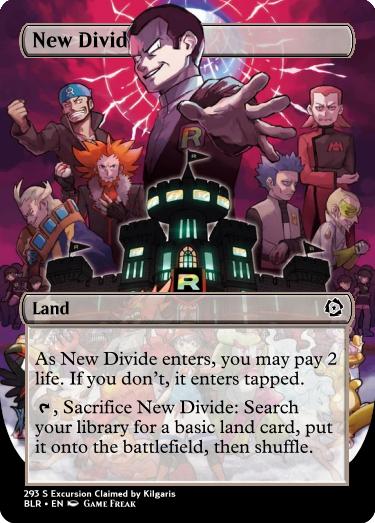 New Divid
R
R
Land
As New Divide enters, you may pay 2
life. If you don't, it enters tapped.
, Sacrifice New Divide: Search
your library for a basic land card, put
it onto the battlefield, then shuffle.
293 S Excursion Claimed by Kilgaris
BLR • EN GAME FREAK